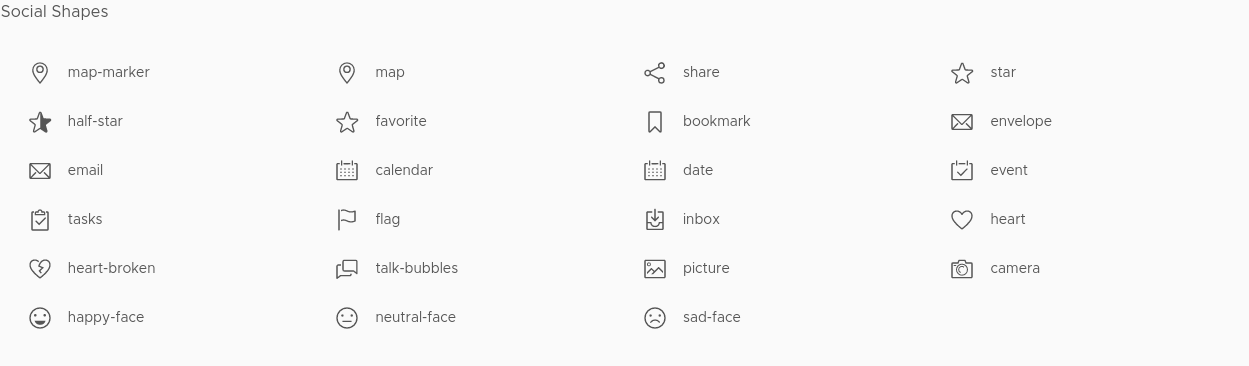 Social Shapes
map-marker map share star
half-star favorite bookmark envelope
email calendar date event
tasks flag inbox heart
heart-broken talk-bubbles picture camera
happy-face neutral-face sad-face